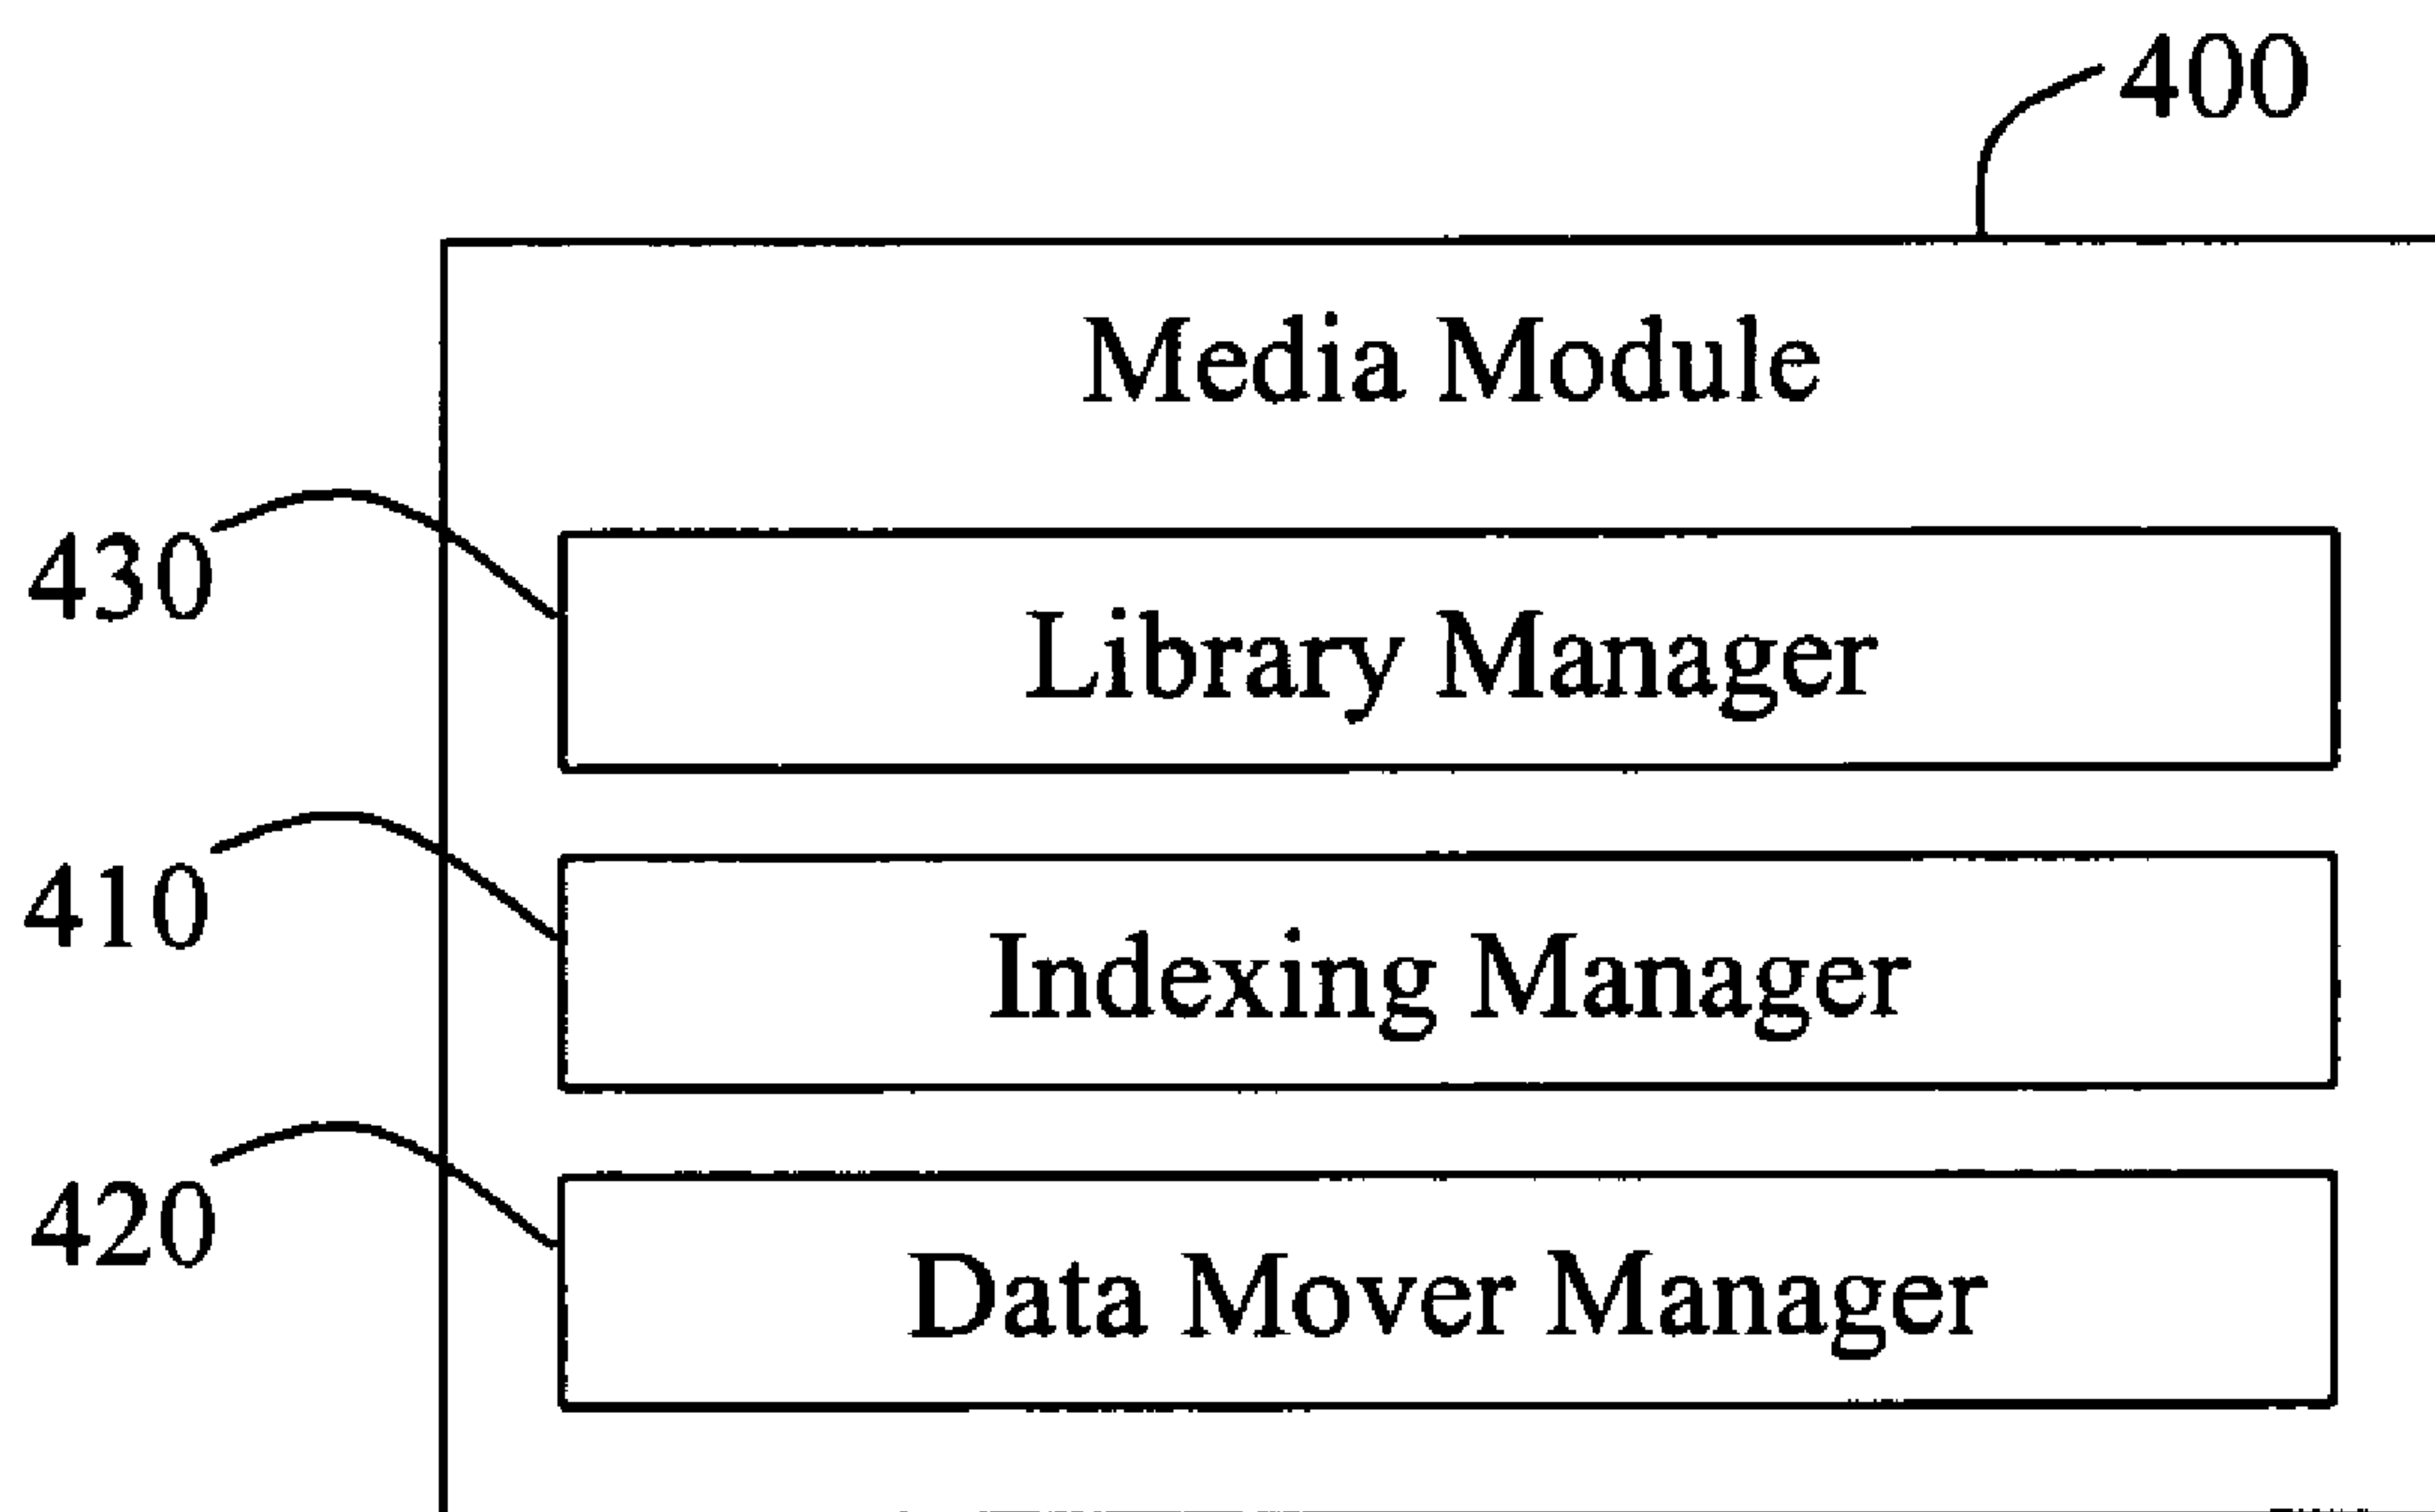 400
Media Module
430
Library Manager
410
Indexing Manager
420
Data Mover Manager